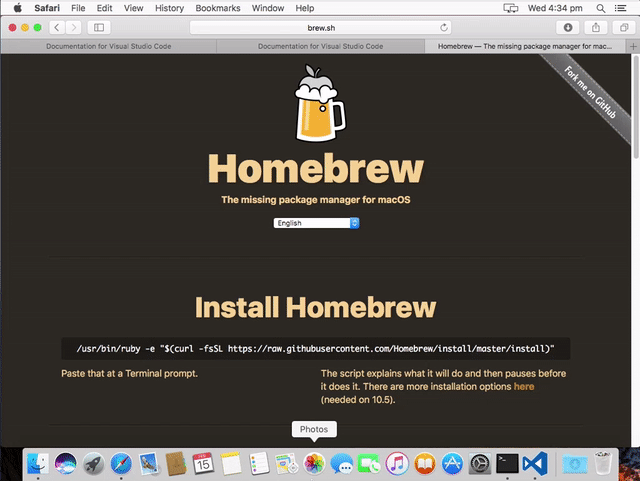 Safari File Edit View History Bookmarks Window Help Wed 4:34 pm
brew.sh
Documentation for Visual Studio Code Documentation for Visual Studio Code Homebrew — The missing package manager for mac...
Fork me on GitHub
Homebrew
The missing package manager for macOS
English
Install Homebrew
/usr/bin/ruby -e "$(curl -fsSL https://raw.githubusercontent.com/Homebrew/install/master/install)"
Paste that at a Terminal prompt.
The script explains what it will do and then pauses before
it does it. There are more installation options here
(needed on 10.5).
Photos
15